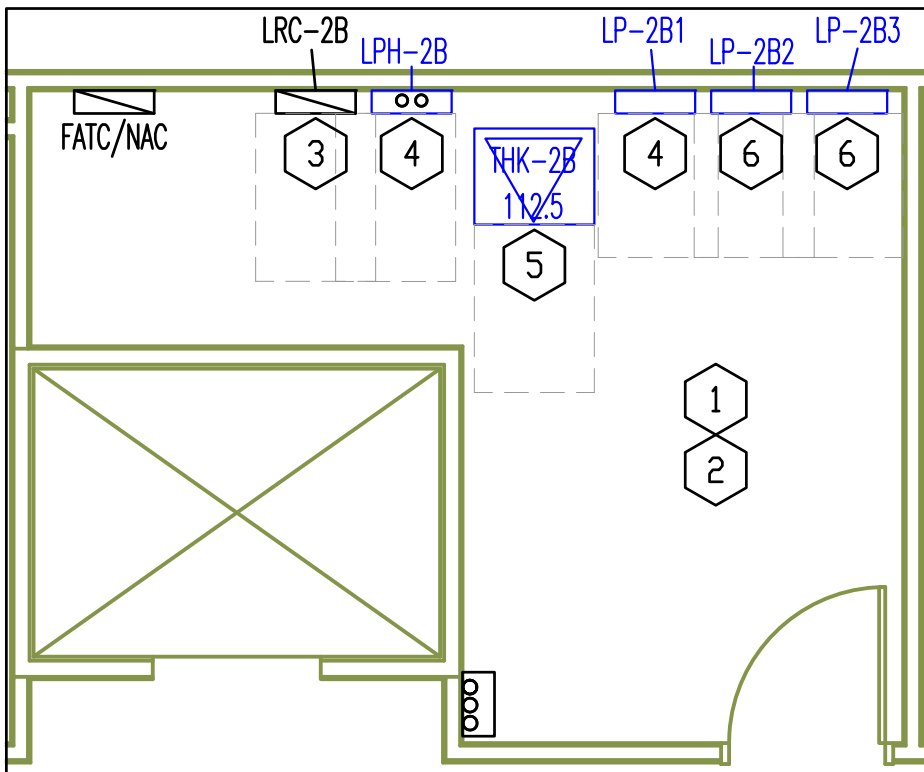 LRC-2B
LPH-2B
LP-2B1
LP-2B2
LP-2B3
FATC/NAC
3
4
THK-2B
112.5
4
6
6
5
1
2